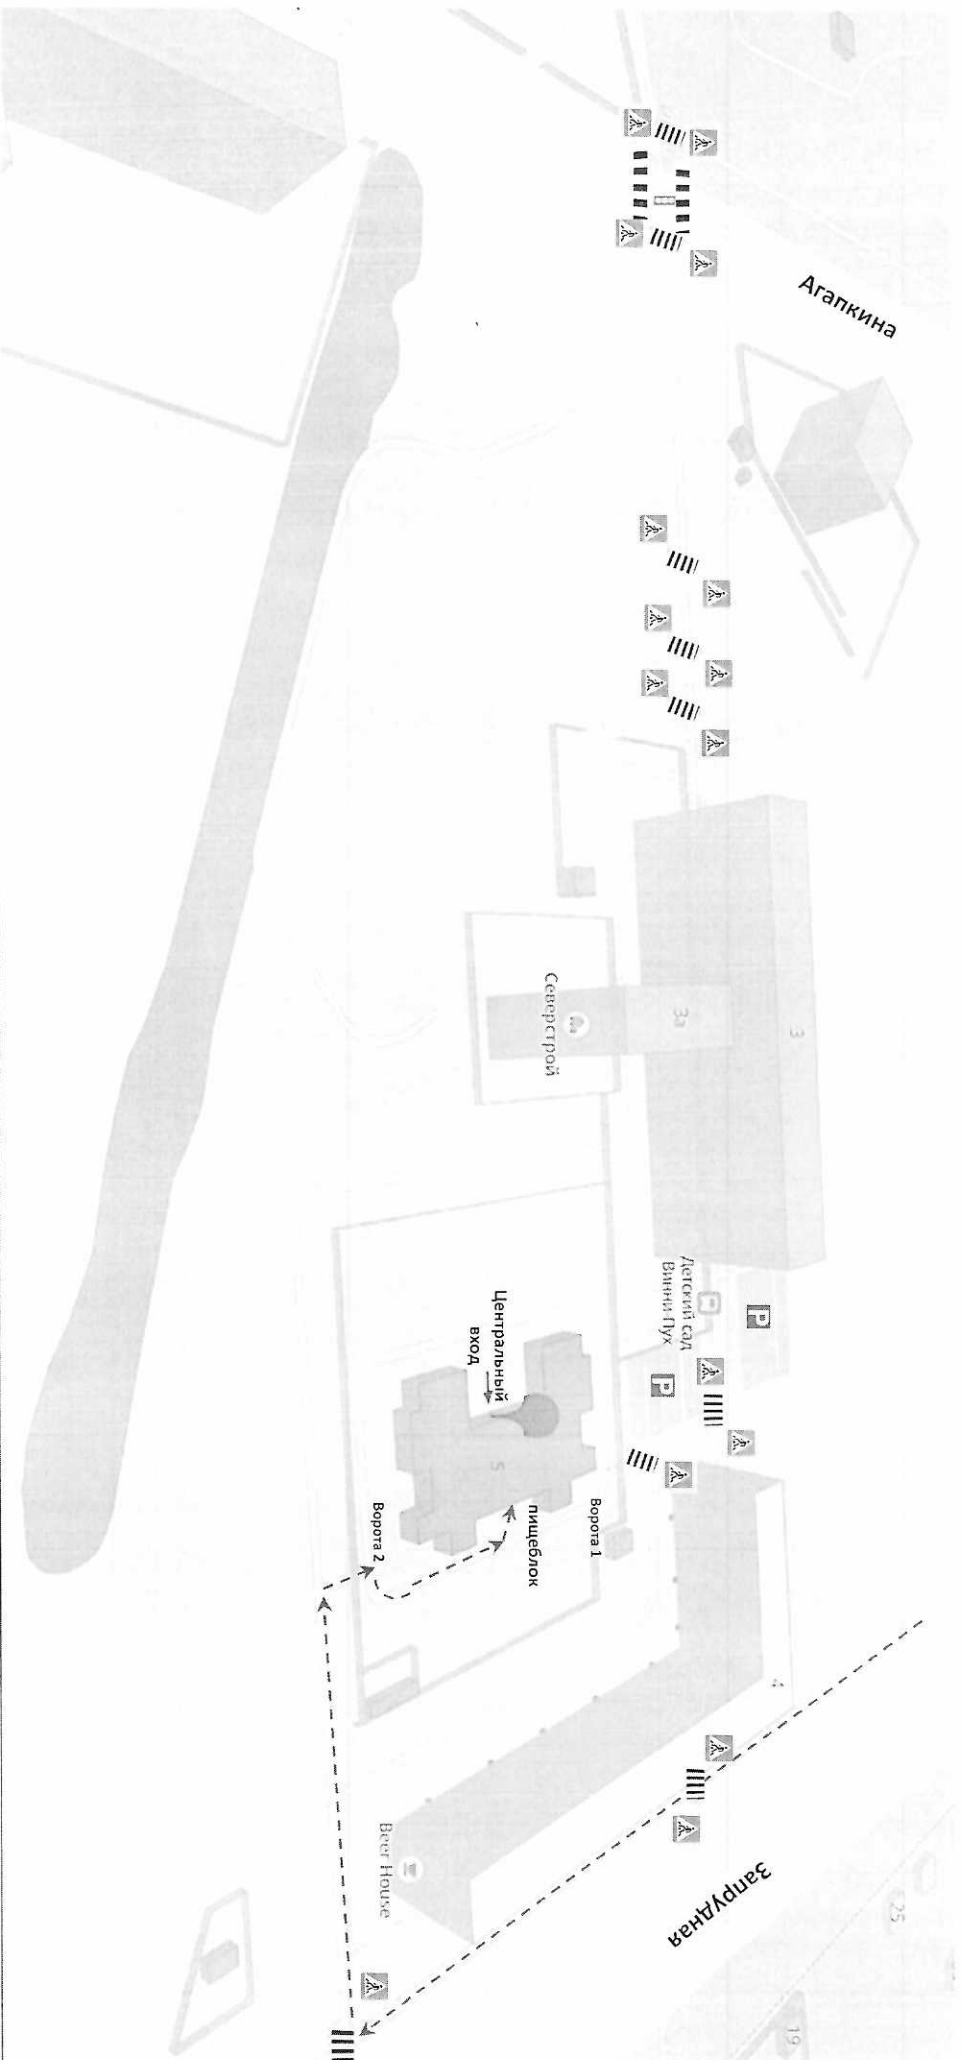 Агапкина
3
3а
Северстрой
Детский сад
Винни-Пух
P
P
Центральный
вход
5
пищеблок
Ворота 1
Ворота 2
4
Beer House
Запрудная
25
19